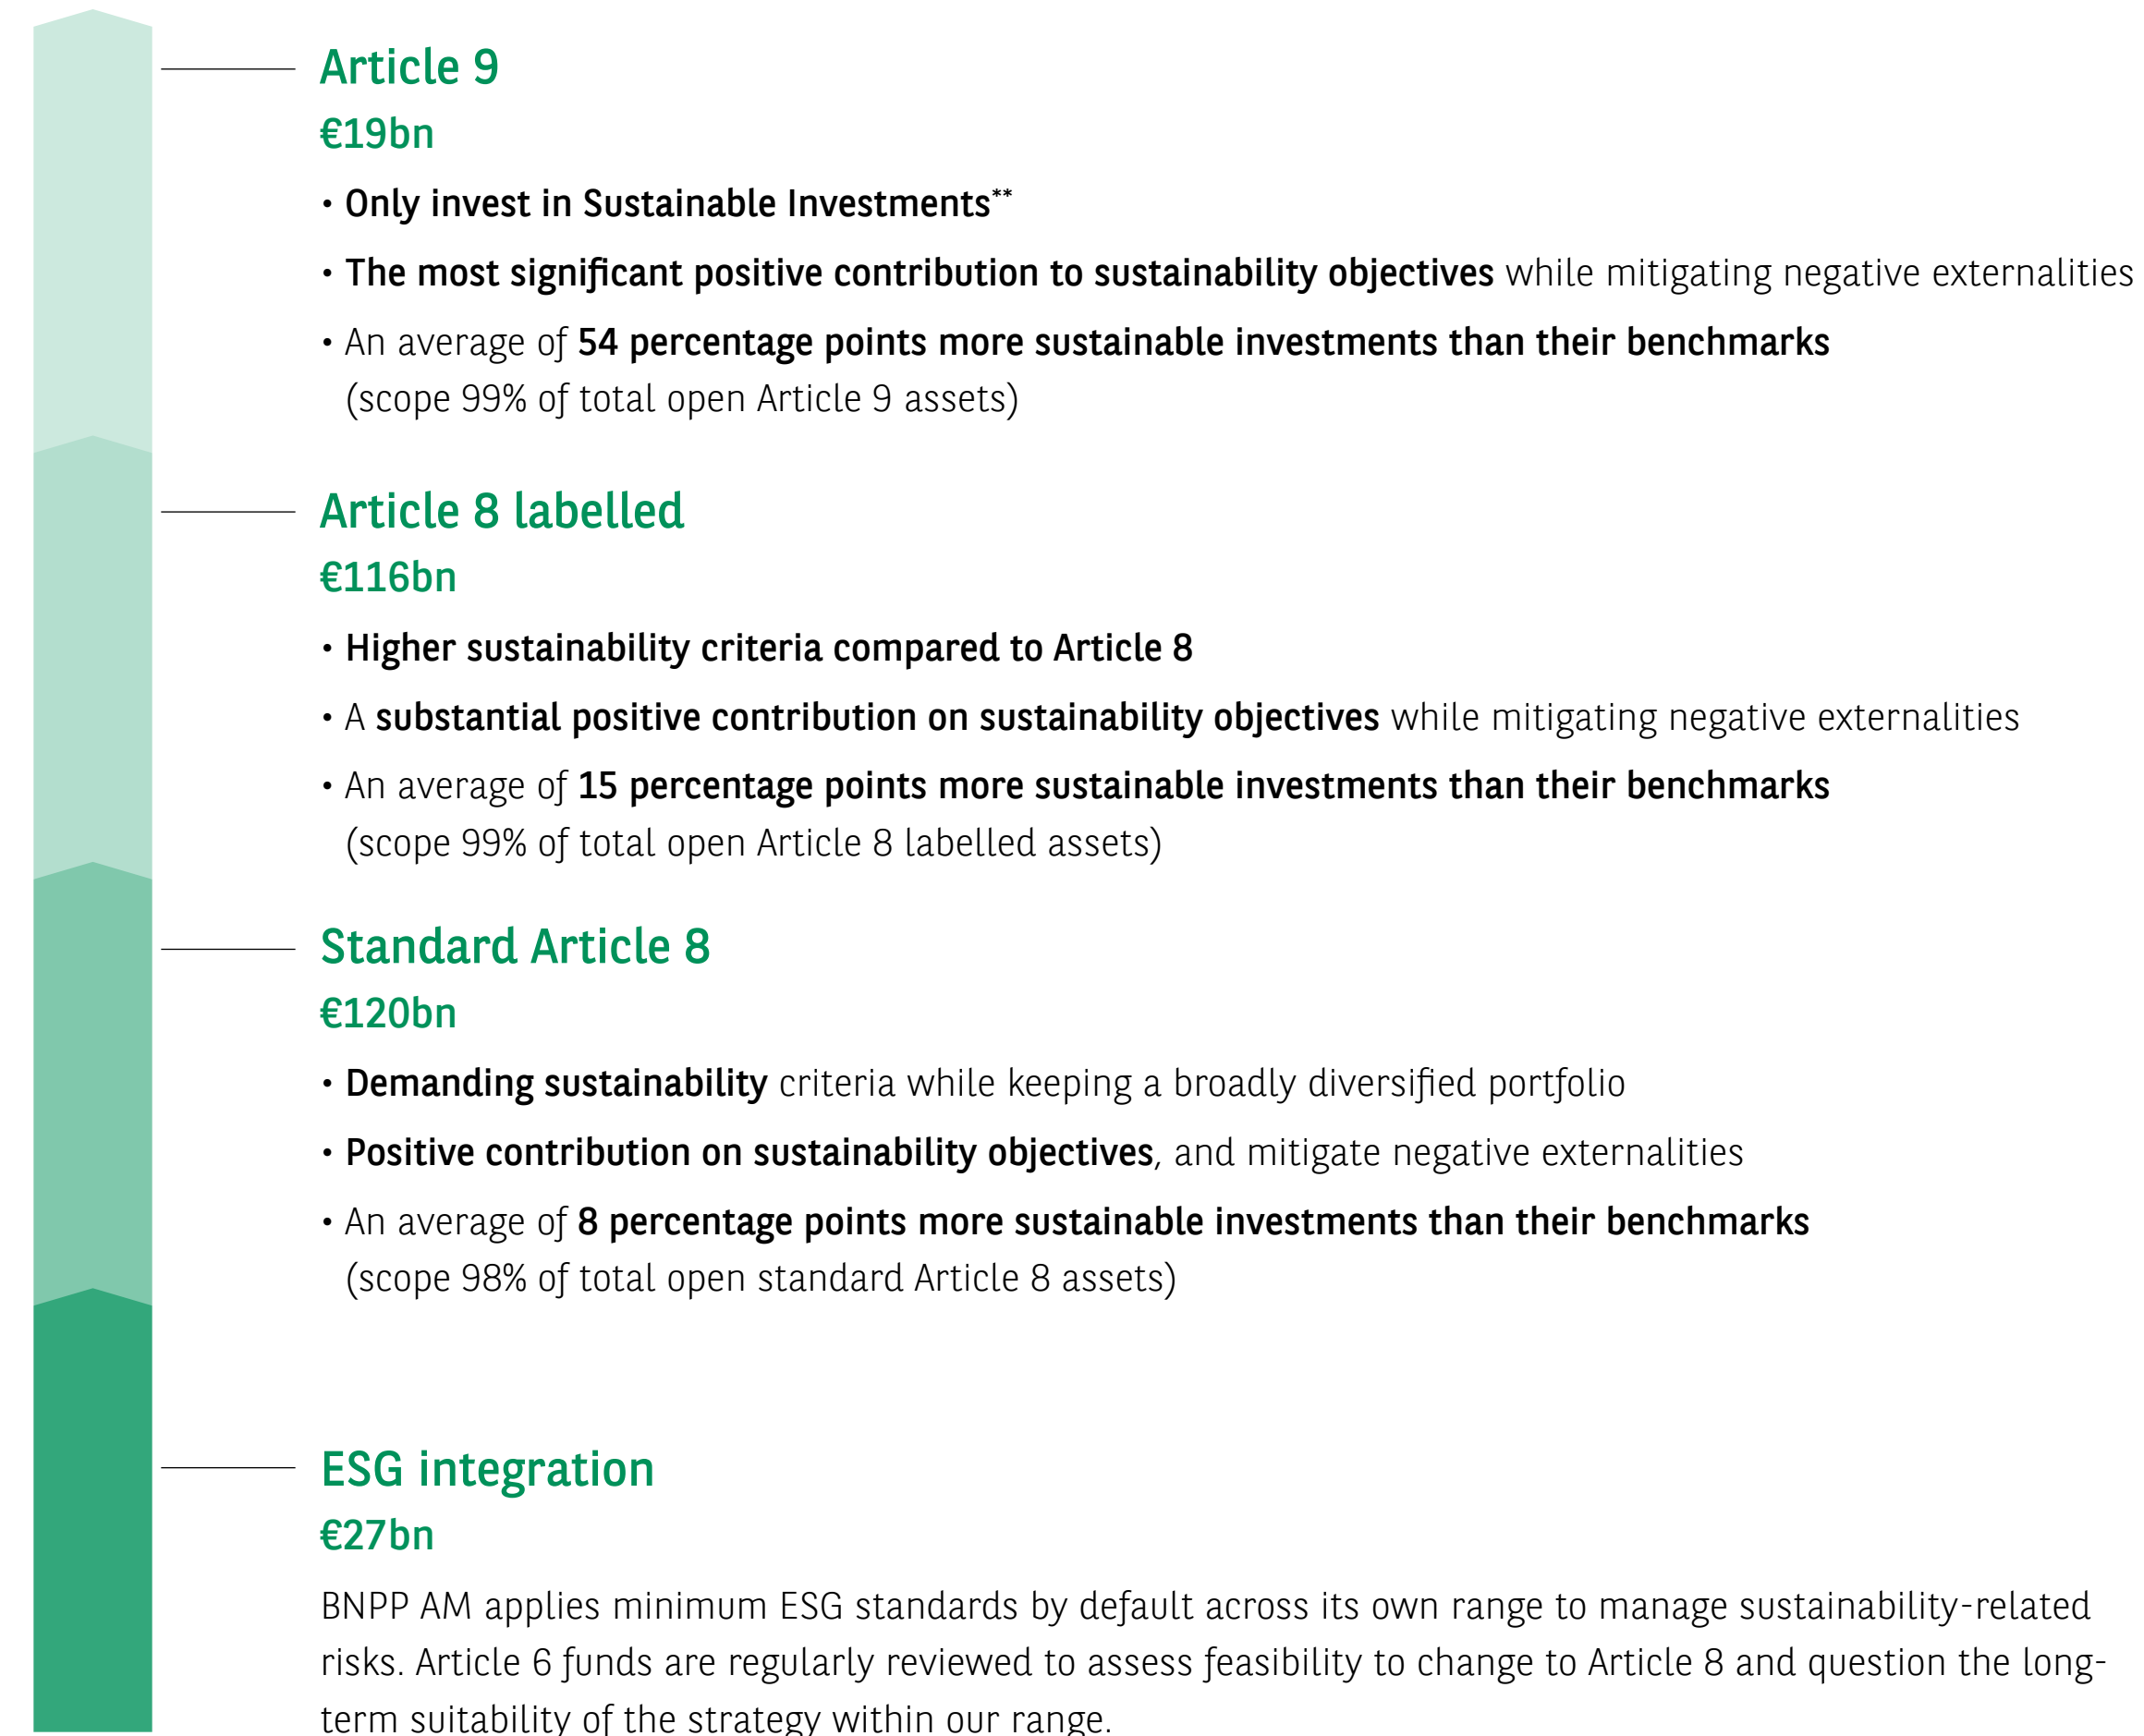 Article 9
€19bn
• Only invest in Sustainable Investments**
• The most significant positive contribution to sustainability objectives while mitigating negative externalities
• An average of 54 percentage points more sustainable investments than their benchmarks
(scope 99% of total open Article 9 assets)
Article 8 labelled
€116bn
• Higher sustainability criteria compared to Article 8
• A substantial positive contribution on sustainability objectives while mitigating negative externalities
• An average of 15 percentage points more sustainable investments than their benchmarks
(scope 99% of total open Article 8 labelled assets)
Standard Article 8
€120bn
• Demanding sustainability criteria while keeping a broadly diversified portfolio
• Positive contribution on sustainability objectives, and mitigate negative externalities
• An average of 8 percentage points more sustainable investments than their benchmarks
(scope 98% of total open standard Article 8 assets)
ESG integration
€27bn
BNPP AM applies minimum ESG standards by default across its own range to manage sustainability-related
risks. Article 6 funds are regularly reviewed to assess feasibility to change to Article 8 and question the long-
term suitability of the strategy within our range.